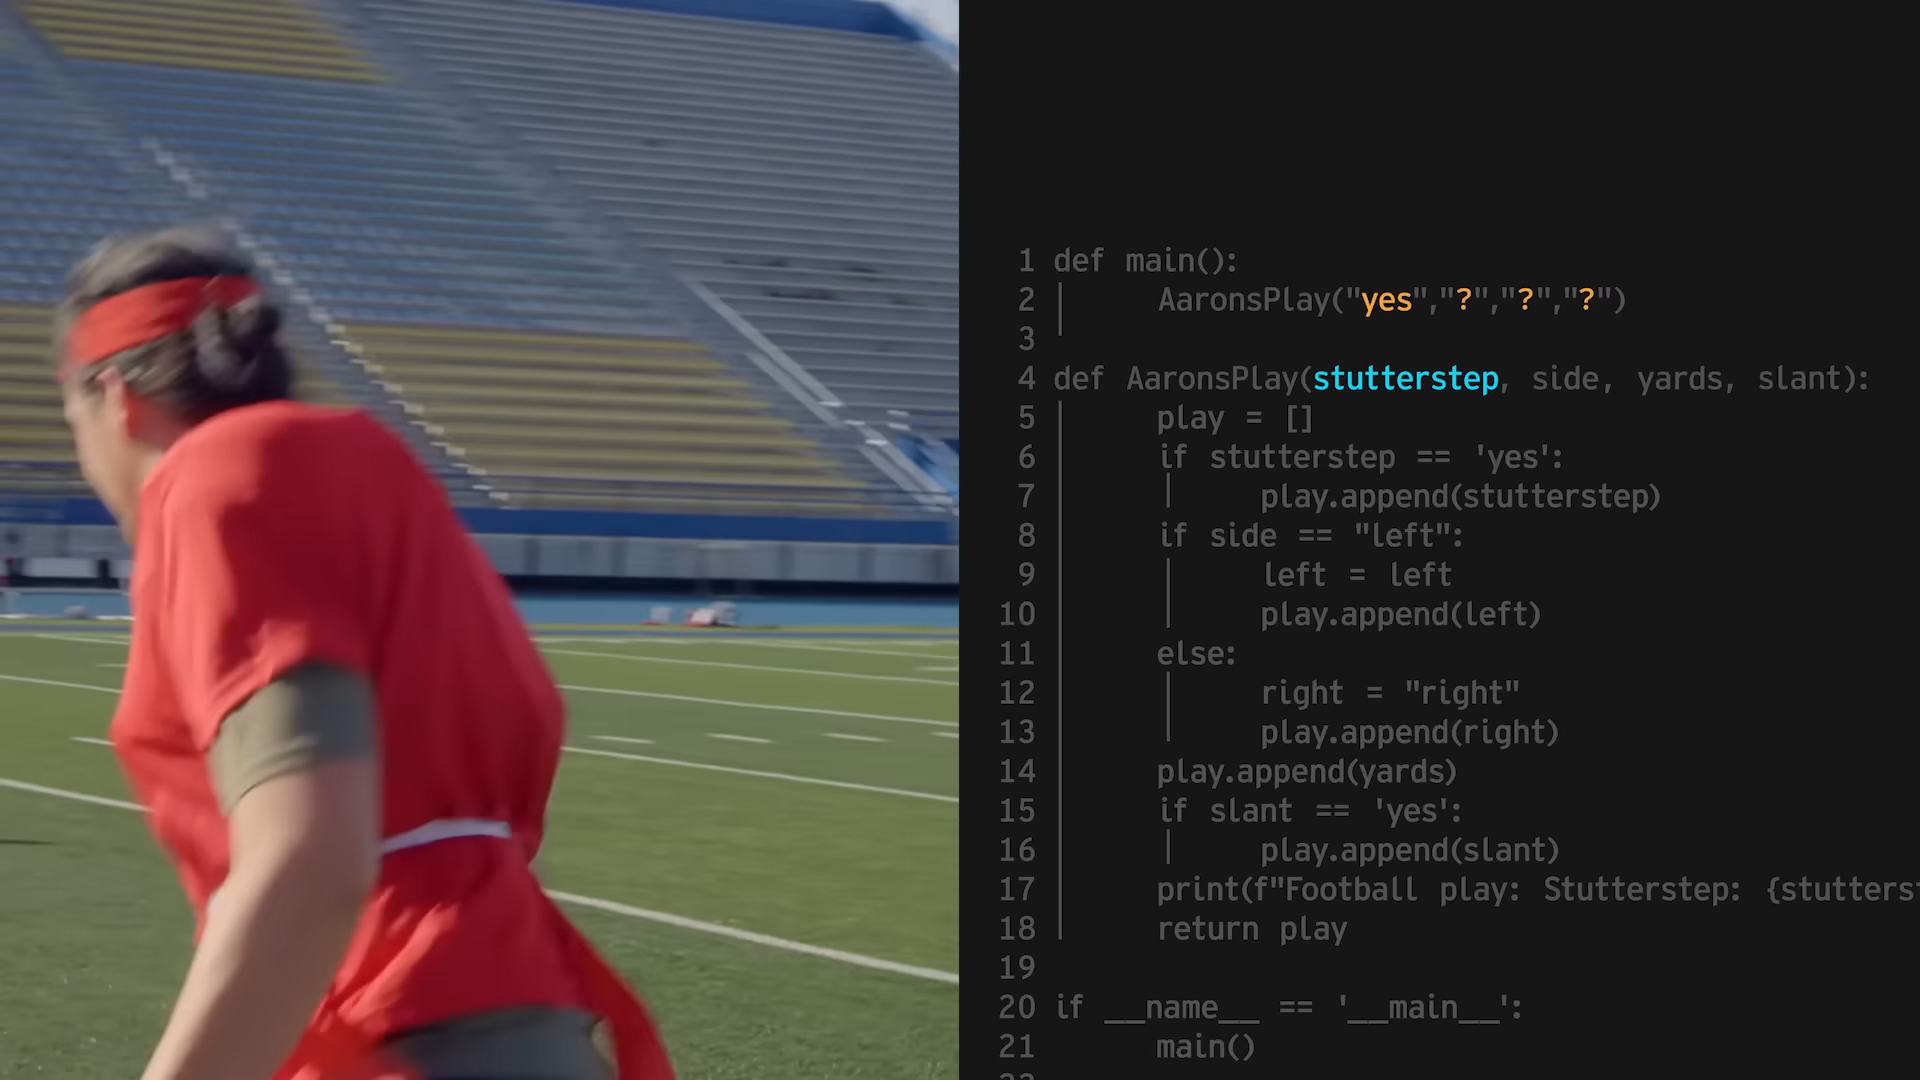 1 def main():
2 AaronsPlay("yes","?","?","?")
3
4 def AaronsPlay(stutterstep, side, yards, slant):
5 play = []
6 if stutterstep == 'yes':
7 play.append(stutterstep)
8 if side == "left":
9 left = left
10 play.append(left)
11 else:
12 right = "right"
13 play.append(right)
14 play.append(yards)
15 if slant == 'yes':
16 play.append(slant)
17 print(f"Football play: Stutterstep: {stutterst
18 return play
19
20 if __name__ == '__main__':
21 main()